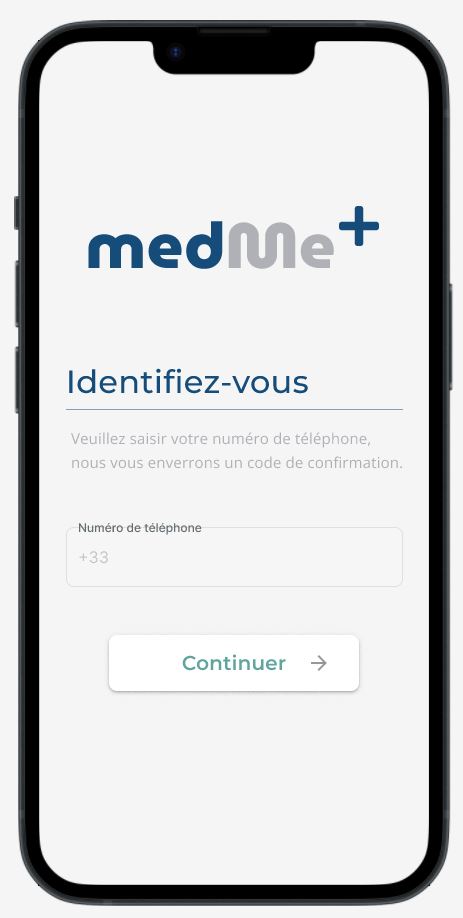 medMe+
Identifiez-vous
Veuillez saisir votre numéro de téléphone,
nous vous enverrons un code de confirmation.
Numéro de téléphone
+33
Continuer →